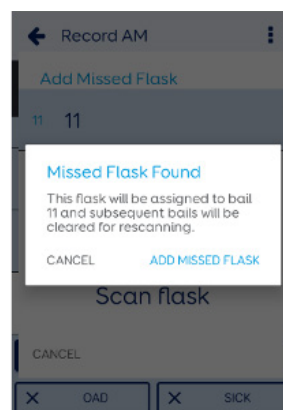 Record AM
Add Missed Flask
11 11
Missed Flask Found
This flask will be assigned to bail
11 and subsequent bails will be
cleared for rescanning.
CANCEL ADD MISSED FLASK
Scan flask
CANCEL
X OAD X SICK